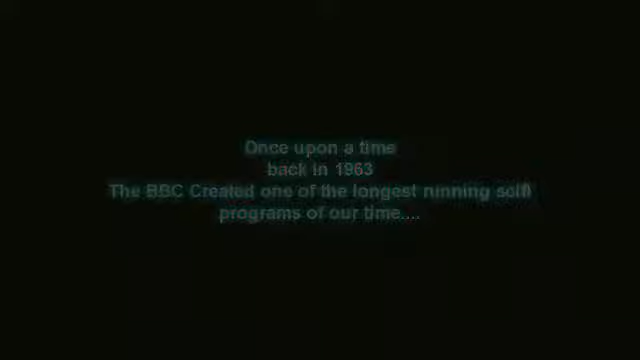 Once upon a time
back in 1963
The BBC Created one of the longest running scifi
programs of our time....